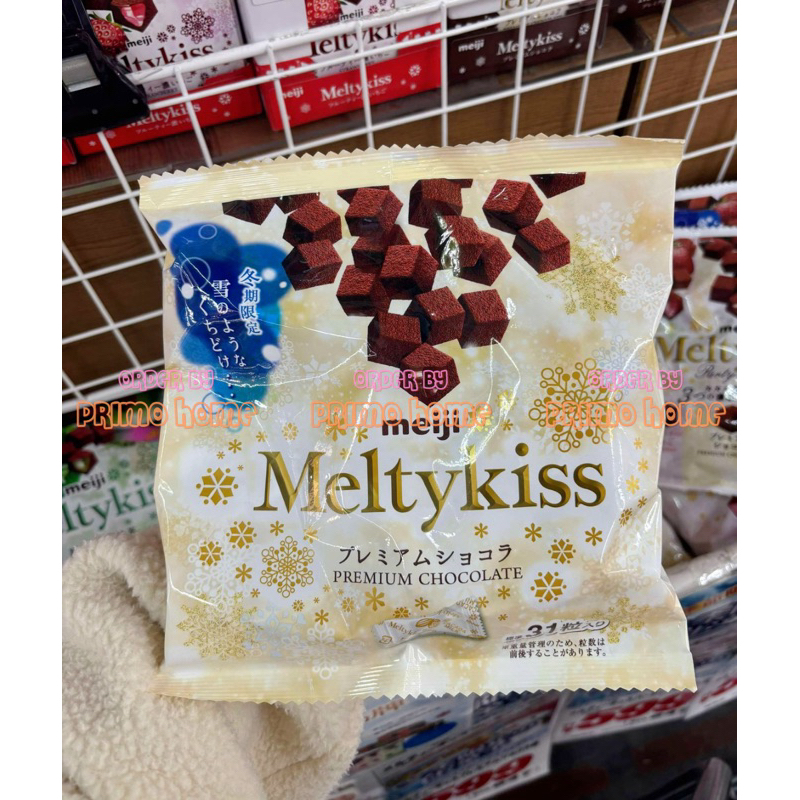 meiji
Meltykiss
meiji
Meltykiss
meiji
Meltykiss
冬期限定
雪のような
くちどけ・・・
ORDER BY
PRIMO HOME
ORDER BY
PRIMO HOME
ORDER BY
PRIMO HOME
meiji
Meltykiss
プレミアムショコラ
PREMIUM CHOCOLATE
標準31粒入り
※重量管理のため、粒数は
前後することがあります。
meiji